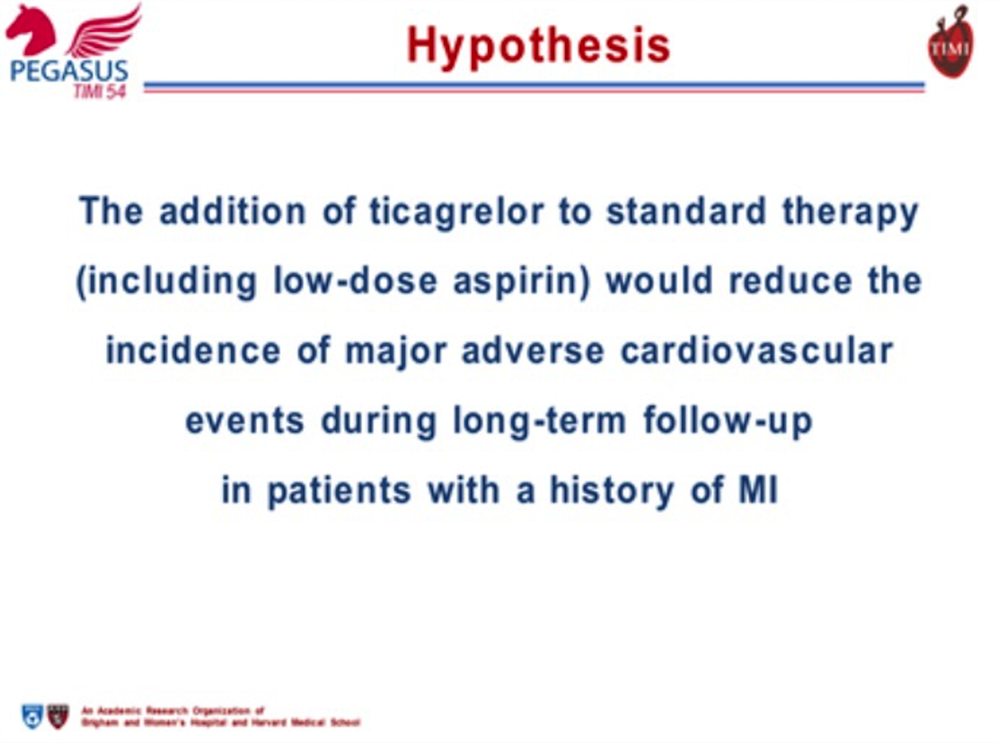 PEGASUS
TIMI 54
Hypothesis
TIMI
The addition of ticagrelor to standard therapy
(including low-dose aspirin) would reduce the
incidence of major adverse cardiovascular
events during long-term follow-up
in patients with a history of MI
An Academic Research Organization of
Brigham and Women's Hospital and Harvard Medical School